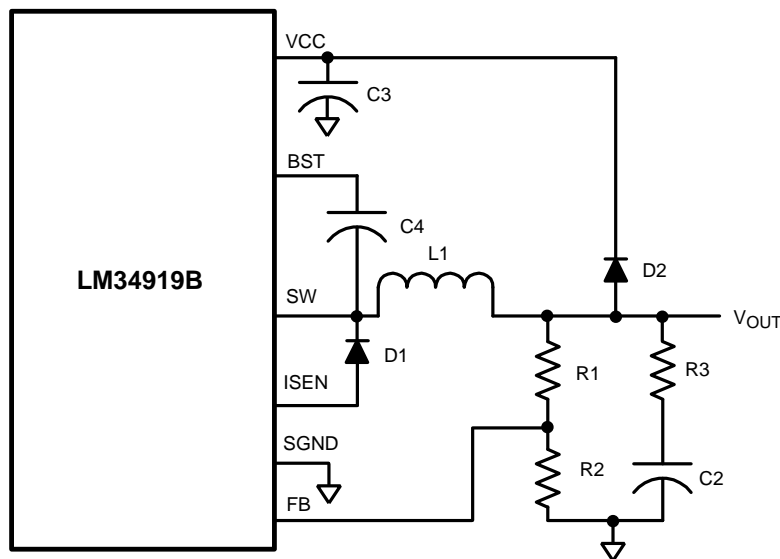 VCC
C3
BST
C4
L1
LM34919B
D2
SW
VOUT
D1
R1
R3
ISEN
SGND
R2
C2
FB